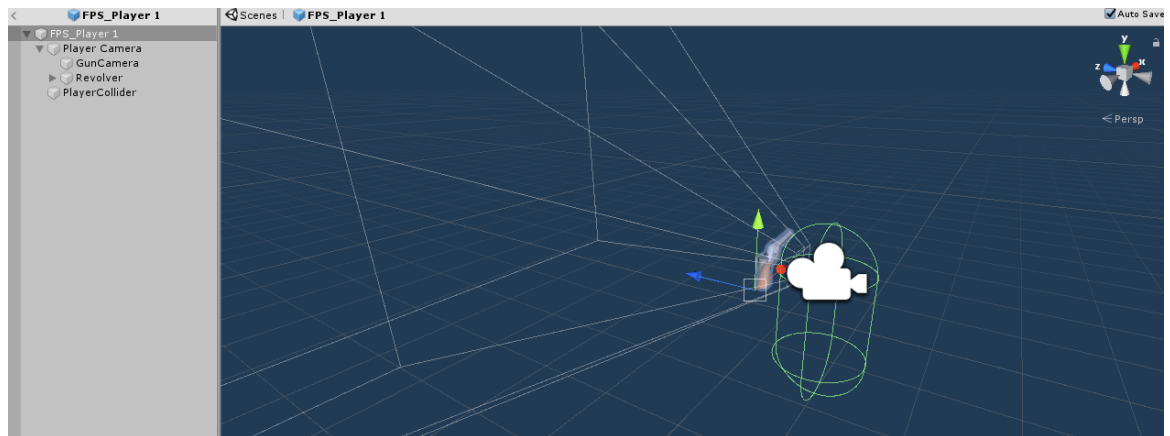 FPS_Player 1
Scenes | FPS_Player 1
Auto Save
FPS_Player 1
Player Camera
GunCamera
Revolver
PlayerCollider
y
z
x
< Persp